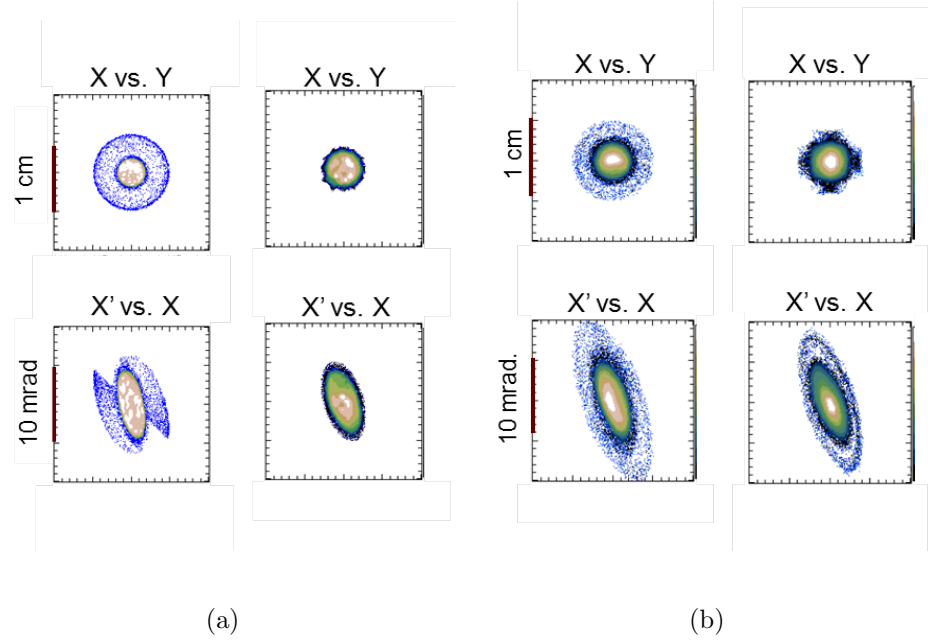 X vs. Y
X vs. Y
1 cm
X' vs. X
X' vs. X
10 mrad
(a)
X vs. Y
X vs. Y
1 cm
X' vs. X
X' vs. X
10 mrad.
(b)